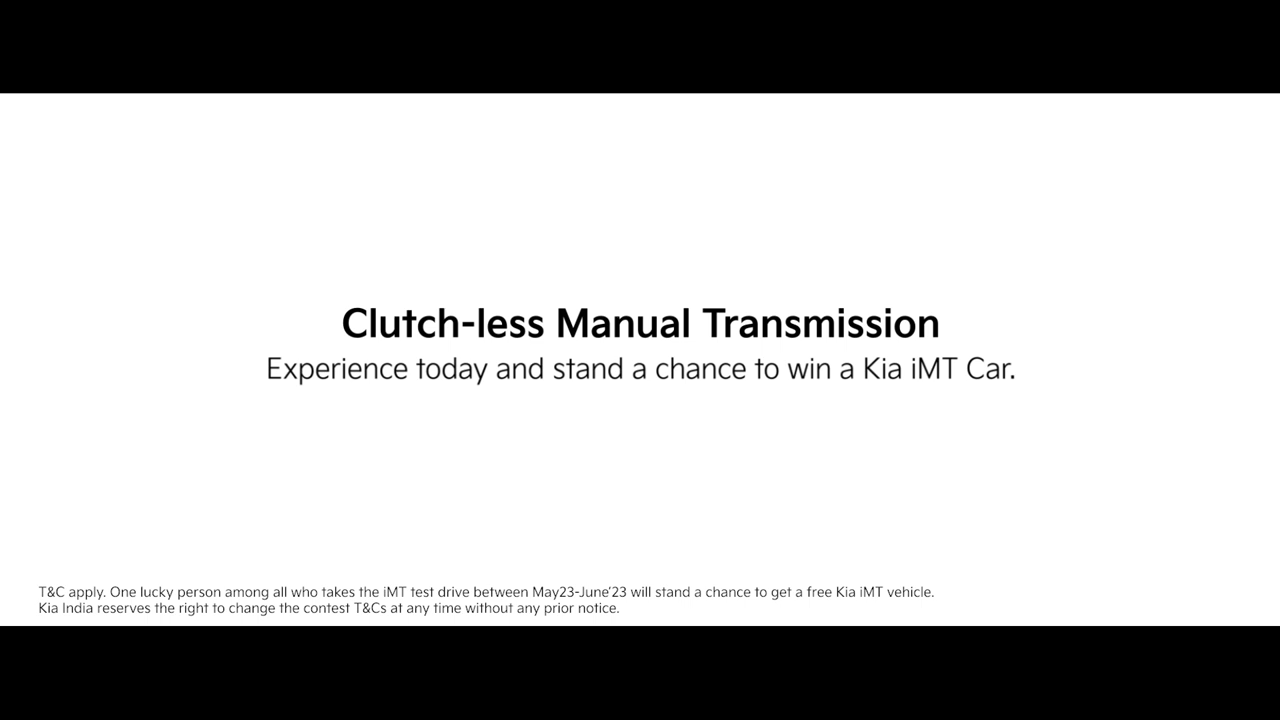 Clutch-less Manual Transmission
Experience today and stand a chance to win a Kia iMT Car.
T&C apply. One lucky person among all who takes the iMT test drive between May23-June'23 will stand a chance to get a free Kia iMT vehicle.
Kia India reserves the right to change the contest T&Cs at any time without any prior notice.